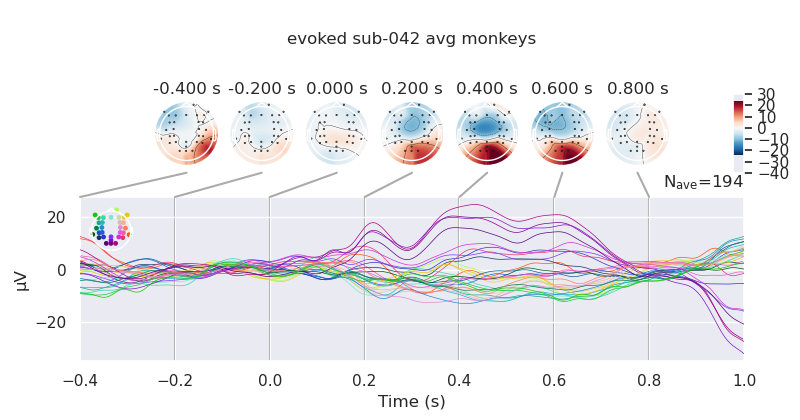 evoked sub-042 avg monkeys
-0.400 s -0.200 s 0.000 s 0.200 s 0.400 s 0.600 s 0.800 s
30
20
10
0
−10
−20
−30
−40
Nave=194
20
0
−20
µV
−0.4 −0.2 0.0 0.2 0.4 0.6 0.8 1.0
Time (s)